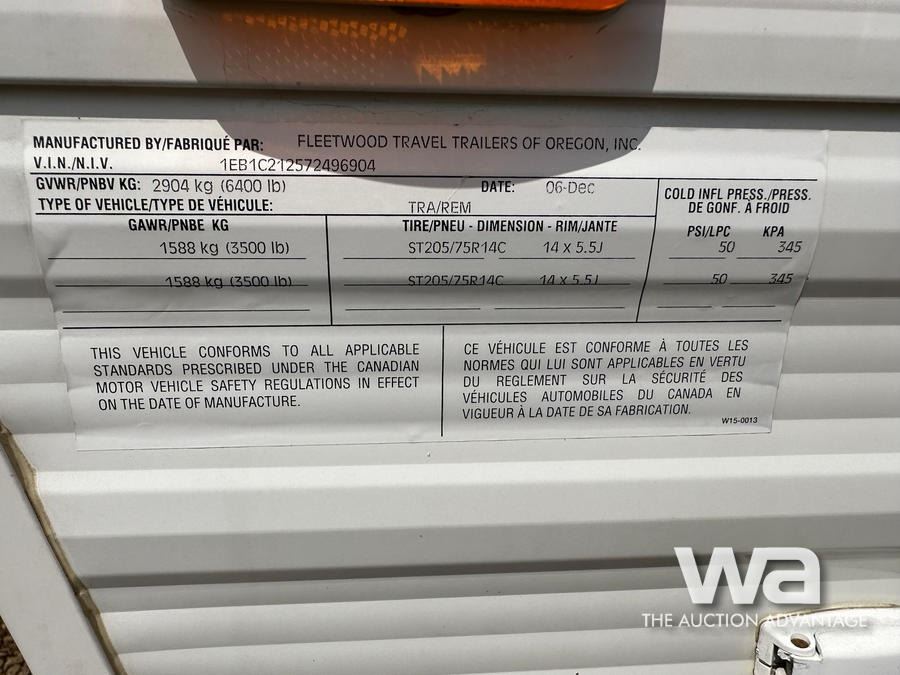 MANUFACTURED BY/FABRIQUÉ PAR: FLEETWOOD TRAVEL TRAILERS OF OREGON, INC.
V.I.N./N.I.V. 1EB1C212572496904
GVWR/PNBV KG: 2904 kg (6400 lb) DATE: 06-Dec
TYPE OF VEHICLE/TYPE DE VÉHICULE: TRA/REM
COLD INFL PRESS./PRESS.
DE GONF. À FROID
GAWR/PNBE KG TIRE/PNEU - DIMENSION - RIM/JANTE PSI/LPC KPA
1588 kg (3500 lb) ST205/75R14C 14 x 5.5J 50 345
1588 kg (3500 lb) ST205/75R14C 14 x 5.5J 50 345
THIS VEHICLE CONFORMS TO ALL APPLICABLE
STANDARDS PRESCRIBED UNDER THE CANADIAN
MOTOR VEHICLE SAFETY REGULATIONS IN EFFECT
ON THE DATE OF MANUFACTURE.
CE VÉHICULE EST CONFORME À TOUTES LES
NORMES QUI LUI SONT APPLICABLES EN VERTU
DU REGLEMENT SUR LA SÉCURITÉ DES
VÉHICULES AUTOMOBILES DU CANADA EN
VIGUEUR À LA DATE DE SA FABRICATION.
W15-0013
wa
THE AUCTION ADVANTAGE